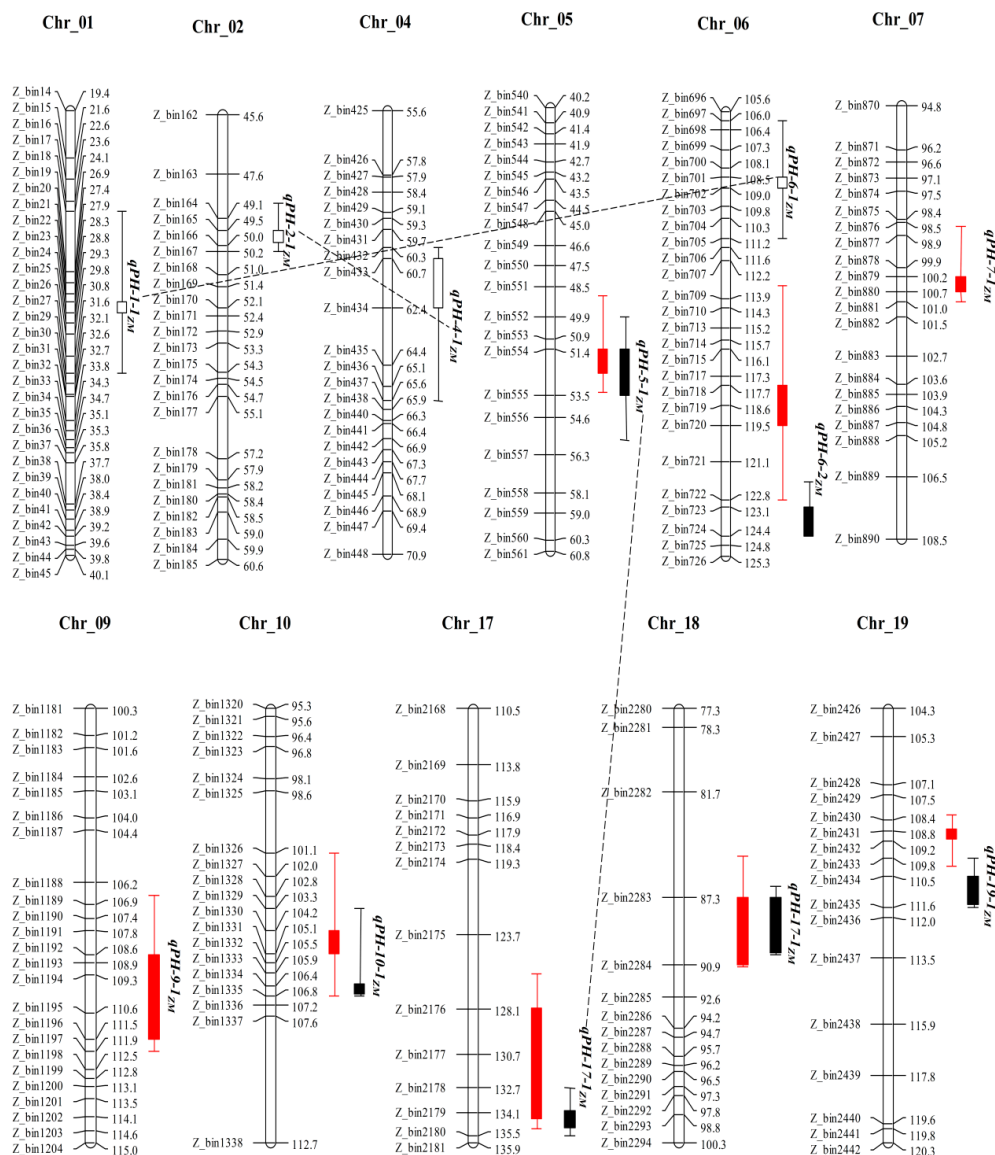 Chr_01
Z_bin14 19.4
Z_bin15 21.6
Z_bin16 22.6
Z_bin17 23.6
Z_bin18 24.1
Z_bin19 26.9
Z_bin20 27.4
Z_bin21 27.9
Z_bin22 28.3
Z_bin23 28.8
Z_bin24 29.3
Z_bin25 29.8
Z_bin26 30.8
Z_bin27 31.6
Z_bin29 32.1
Z_bin30 32.6
Z_bin31 32.7
Z_bin32 33.8
Z_bin33 34.3
Z_bin34 34.7
Z_bin35 35.1
Z_bin36 35.3
Z_bin37 35.8
Z_bin38 37.7
Z_bin39 38.0
Z_bin40 38.4
Z_bin41 38.9
Z_bin42 39.2
Z_bin43 39.6
Z_bin44 39.8
Z_bin45 40.1
qPH-1-1ZM
Chr_02
Z_bin162 45.6
Z_bin163 47.6
Z_bin164 49.1
Z_bin165 49.5
Z_bin166 50.0
Z_bin167 50.2
Z_bin168 51.0
Z_bin169 51.4
Z_bin170 52.1
Z_bin171 52.4
Z_bin172 52.9
Z_bin173 53.3
Z_bin175 54.3
Z_bin174 54.5
Z_bin176 54.7
Z_bin177 55.1
Z_bin178 57.2
Z_bin179 57.9
Z_bin181 58.2
Z_bin180 58.4
Z_bin182 58.5
Z_bin183 59.0
Z_bin184 59.9
Z_bin185 60.6
qPH-2-1ZM
Chr_04
Z_bin425 55.6
Z_bin426 57.8
Z_bin427 57.9
Z_bin428 58.4
Z_bin429 59.1
Z_bin430 59.3
Z_bin431 59.7
Z_bin432 60.3
Z_bin433 60.7
Z_bin434 62.4
Z_bin435 64.4
Z_bin436 65.1
Z_bin437 65.6
Z_bin438 65.9
Z_bin440 66.3
Z_bin441 66.4
Z_bin442 66.9
Z_bin443 67.3
Z_bin444 67.7
Z_bin445 68.1
Z_bin446 68.9
Z_bin447 69.4
Z_bin448 70.9
qPH-4-1ZM
Chr_05
Z_bin540 40.2
Z_bin541 40.9
Z_bin542 41.4
Z_bin543 41.9
Z_bin544 42.7
Z_bin545 43.2
Z_bin546 43.5
Z_bin547 44.5
Z_bin548 45.0
Z_bin549 46.6
Z_bin550 47.5
Z_bin551 48.5
Z_bin552 49.9
Z_bin553 50.9
Z_bin554 51.4
Z_bin555 53.5
Z_bin556 54.6
Z_bin557 56.3
Z_bin558 58.1
Z_bin559 59.0
Z_bin560 60.3
Z_bin561 60.8
qPH-5-1ZM
Chr_06
Z_bin696 105.6
Z_bin697 106.0
Z_bin698 106.4
Z_bin699 107.3
Z_bin700 108.1
Z_bin701 108.5
Z_bin702 109.0
Z_bin703 109.8
Z_bin704 110.3
Z_bin705 111.2
Z_bin706 111.6
Z_bin707 112.2
Z_bin709 113.9
Z_bin710 114.3
Z_bin713 115.2
Z_bin714 115.7
Z_bin715 116.1
Z_bin717 117.3
Z_bin718 117.7
Z_bin719 118.6
Z_bin720 119.5
Z_bin721 121.1
Z_bin722 122.8
Z_bin723 123.1
Z_bin724 124.4
Z_bin725 124.8
Z_bin726 125.3
qPH-6-1ZM
qPH-6-2ZM
Chr_07
Z_bin870 94.8
Z_bin871 96.2
Z_bin872 96.6
Z_bin873 97.1
Z_bin874 97.5
Z_bin875 98.4
Z_bin876 98.5
Z_bin877 98.9
Z_bin878 99.9
Z_bin879 100.2
Z_bin880 100.7
Z_bin881 101.0
Z_bin882 101.5
Z_bin883 102.7
Z_bin884 103.6
Z_bin885 103.9
Z_bin886 104.3
Z_bin887 104.8
Z_bin888 105.2
Z_bin889 106.5
Z_bin890 108.5
qPH-7-1ZM
Chr_09
Z_bin1181 100.3
Z_bin1182 101.2
Z_bin1183 101.6
Z_bin1184 102.6
Z_bin1185 103.1
Z_bin1186 104.0
Z_bin1187 104.4
Z_bin1188 106.2
Z_bin1189 106.9
Z_bin1190 107.4
Z_bin1191 107.8
Z_bin1192 108.6
Z_bin1193 108.9
Z_bin1194 109.3
Z_bin1195 110.6
Z_bin1196 111.5
Z_bin1197 111.9
Z_bin1198 112.5
Z_bin1199 112.8
Z_bin1200 113.1
Z_bin1201 113.5
Z_bin1202 114.1
Z_bin1203 114.6
Z_bin1204 115.0
qPH-9-1ZM
Chr_10
Z_bin1320 95.3
Z_bin1321 95.6
Z_bin1322 96.4
Z_bin1323 96.8
Z_bin1324 98.1
Z_bin1325 98.6
Z_bin1326 101.1
Z_bin1327 102.0
Z_bin1328 102.8
Z_bin1329 103.3
Z_bin1330 104.2
Z_bin1331 105.1
Z_bin1332 105.5
Z_bin1333 105.9
Z_bin1334 106.4
Z_bin1335 106.8
Z_bin1336 107.2
Z_bin1337 107.6
Z_bin1338 112.7
qPH-10-1ZM
Chr_17
Z_bin2168 110.5
Z_bin2169 113.8
Z_bin2170 115.9
Z_bin2171 116.9
Z_bin2172 117.9
Z_bin2173 118.4
Z_bin2174 119.3
Z_bin2175 123.7
Z_bin2176 128.1
Z_bin2177 130.7
Z_bin2178 132.7
Z_bin2179 134.1
Z_bin2180 135.5
Z_bin2181 135.9
qPH-17-1ZM
Chr_18
Z_bin2280 77.3
Z_bin2281 78.3
Z_bin2282 81.7
Z_bin2283 87.3
Z_bin2284 90.9
Z_bin2285 92.6
Z_bin2286 94.2
Z_bin2287 94.7
Z_bin2288 95.7
Z_bin2289 96.2
Z_bin2290 96.5
Z_bin2291 97.3
Z_bin2292 97.8
Z_bin2293 98.8
Z_bin2294 100.3
qPH-17-1ZM
Chr_19
Z_bin2426 104.3
Z_bin2427 105.3
Z_bin2428 107.1
Z_bin2429 107.5
Z_bin2430 108.4
Z_bin2431 108.8
Z_bin2432 109.2
Z_bin2433 109.8
Z_bin2434 110.5
Z_bin2435 111.6
Z_bin2436 112.0
Z_bin2437 113.5
Z_bin2438 115.9
Z_bin2439 117.8
Z_bin2440 119.6
Z_bin2441 119.8
Z_bin2442 120.3
qPH-19-1ZM